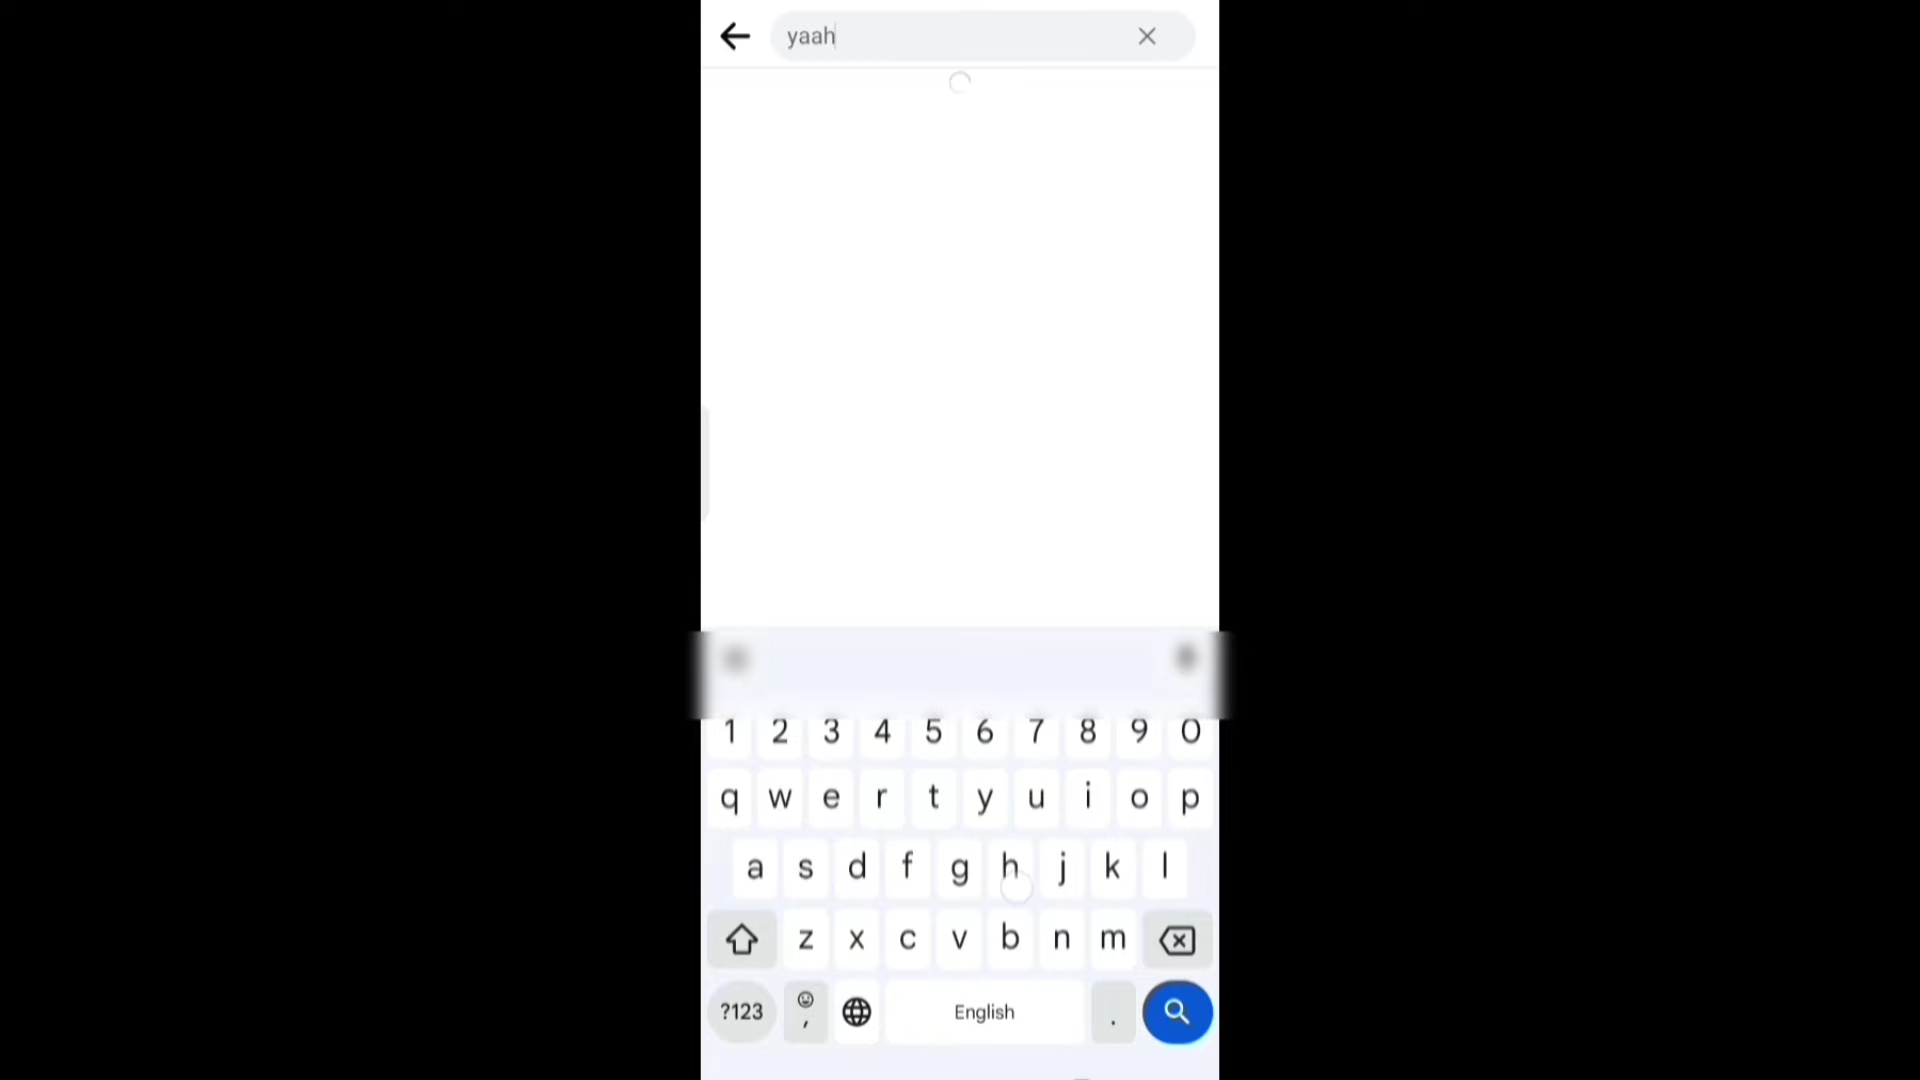 yaah
1 2 3 4 5 6 7 8 9 0
q w e r t y u i o p
a s d f g h j k l
z x c v b n m
?123 , English .